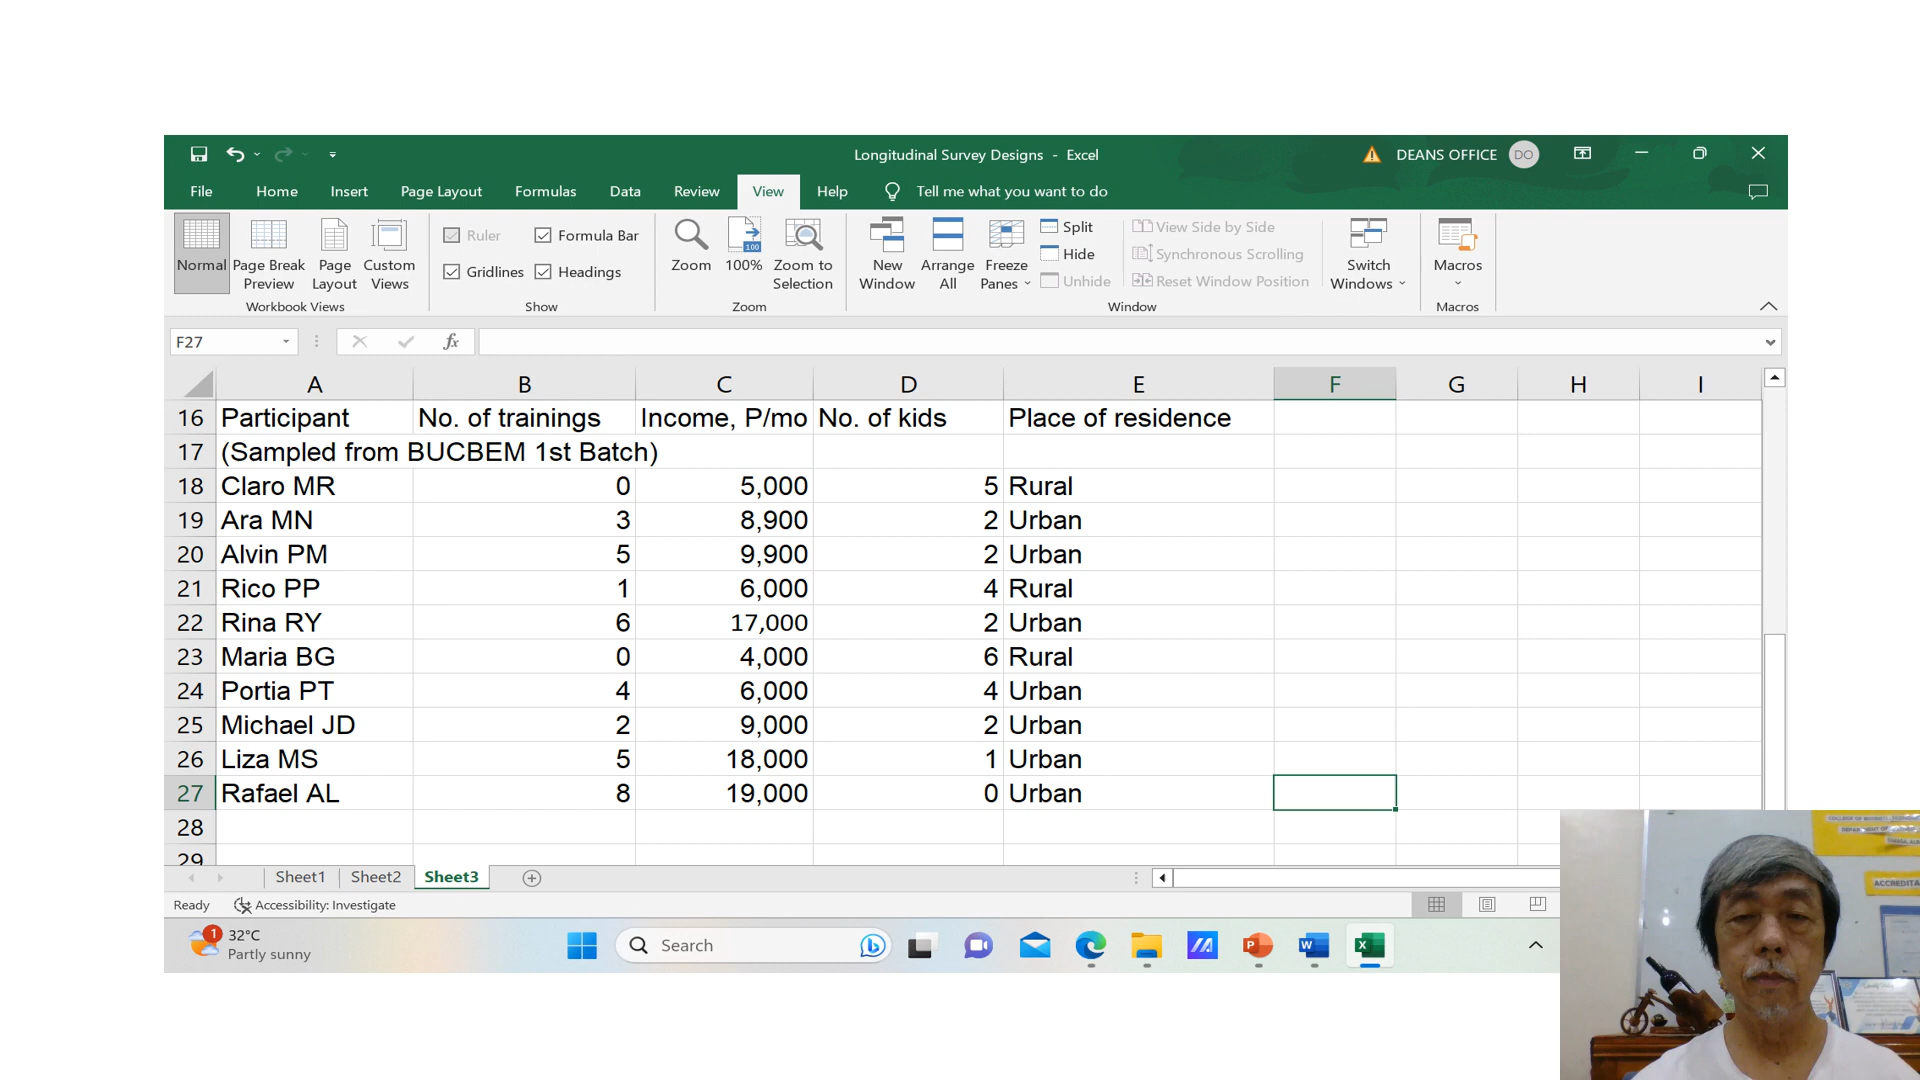 Longitudinal Survey Designs - Excel
DEANS OFFICE DO
File Home Insert Page Layout Formulas Data Review View Help Tell me what you want to do
Normal
Page Break Preview
Page Layout
Custom Views
Workbook Views
Ruler
Formula Bar
Gridlines
Headings
Show
Zoom
100
100%
Zoom to Selection
Zoom
New Window
Arrange All
Freeze Panes
Split
Hide
Unhide
View Side by Side
Synchronous Scrolling
Reset Window Position
Window
Switch Windows
Macros
Macros
F27
fx
A B C D E F G H I
16 Participant No. of trainings Income, P/mo No. of kids Place of residence
17 (Sampled from BUCBEM 1st Batch)
18 Claro MR 0 5,000 5 Rural
19 Ara MN 3 8,900 2 Urban
20 Alvin PM 5 9,900 2 Urban
21 Rico PP 1 6,000 4 Rural
22 Rina RY 6 17,000 2 Urban
23 Maria BG 0 4,000 6 Rural
24 Portia PT 4 6,000 4 Urban
25 Michael JD 2 9,000 2 Urban
26 Liza MS 5 18,000 1 Urban
27 Rafael AL 8 19,000 0 Urban
28
29
Sheet1 Sheet2 Sheet3
Ready Accessibility: Investigate
1 32°C
Partly sunny
Search
P W X
COLLEGE OF
DEPARTMENT OF